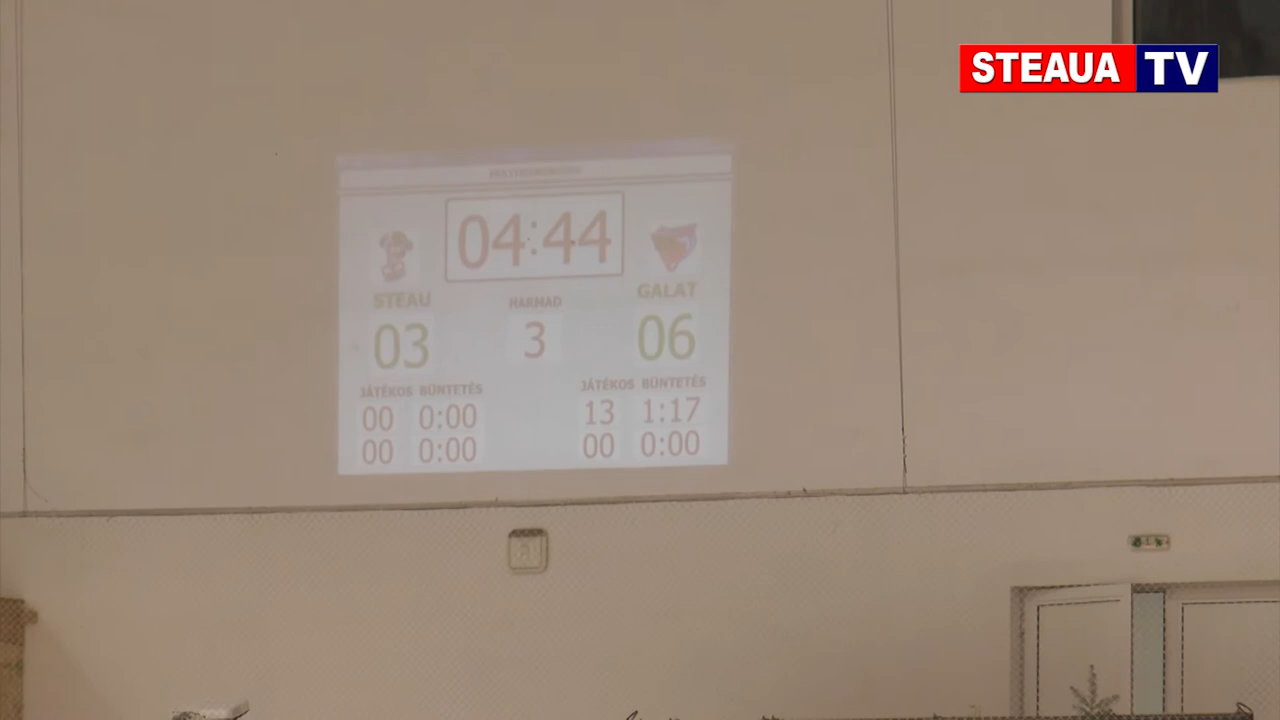 STEAUA TV
04:44
STEAU HARMAD GALAT
03 3 06
JÁTÉKOS BÜNTETÉS JÁTÉKOS BÜNTETÉS
00 0:00 13 1:17
00 0:00 00 0:00